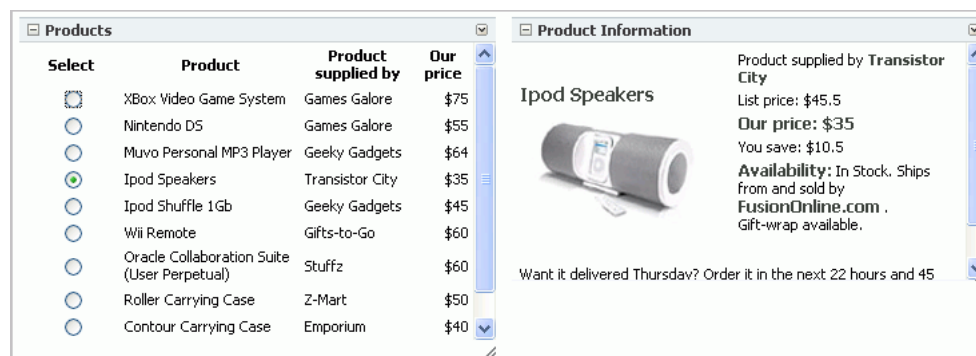 Products
Select Product Product supplied by Our price
XBox Video Game System Games Galore $75
Nintendo DS Games Galore $55
Muvo Personal MP3 Player Geeky Gadgets $64
Ipod Speakers Transistor City $35
Ipod Shuffle 1Gb Geeky Gadgets $45
Wii Remote Gifts-to-Go $60
Oracle Collaboration Suite (User Perpetual) Stuffz $60
Roller Carrying Case Z-Mart $50
Contour Carrying Case Emporium $40
Product Information
Ipod Speakers
Product supplied by Transistor
City
List price: $45.5
Our price: $35
You save: $10.5
Availability: In Stock. Ships
from and sold by
FusionOnline.com .
Gift-wrap available.
Want it delivered Thursday? Order it in the next 22 hours and 45